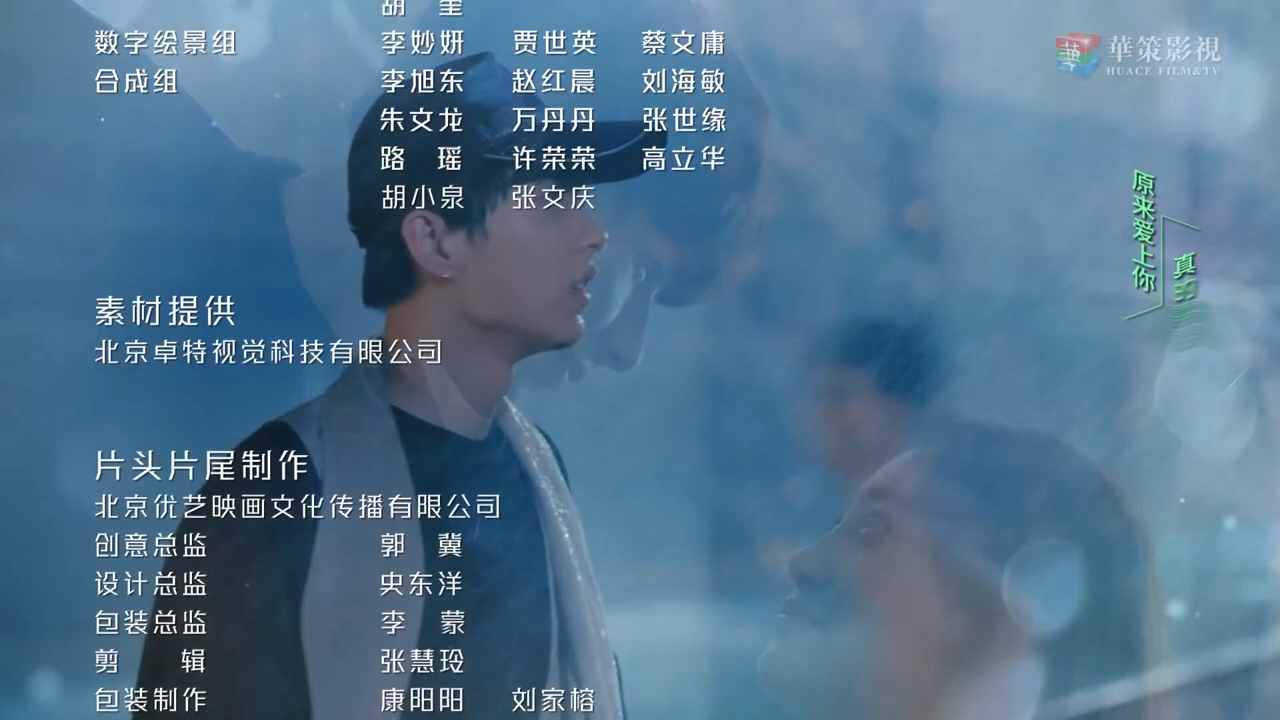 胡 奎
数字绘景组 李妙妍 贾世英 蔡文庸
合成组 李旭东 赵红晨 刘海敏
朱文龙 万丹丹 张世缘
路 瑶 许荣荣 高立华
胡小泉 张文庆
素材提供
北京卓特视觉科技有限公司
片头片尾制作
北京优艺映画文化传播有限公司
创意总监 郭 冀
设计总监 史东洋
包装总监 李 蒙
剪 辑 张慧玲
包装制作 康阳阳 刘家榕
華策影視
HUACE FILM&TV
原来爱上你
真